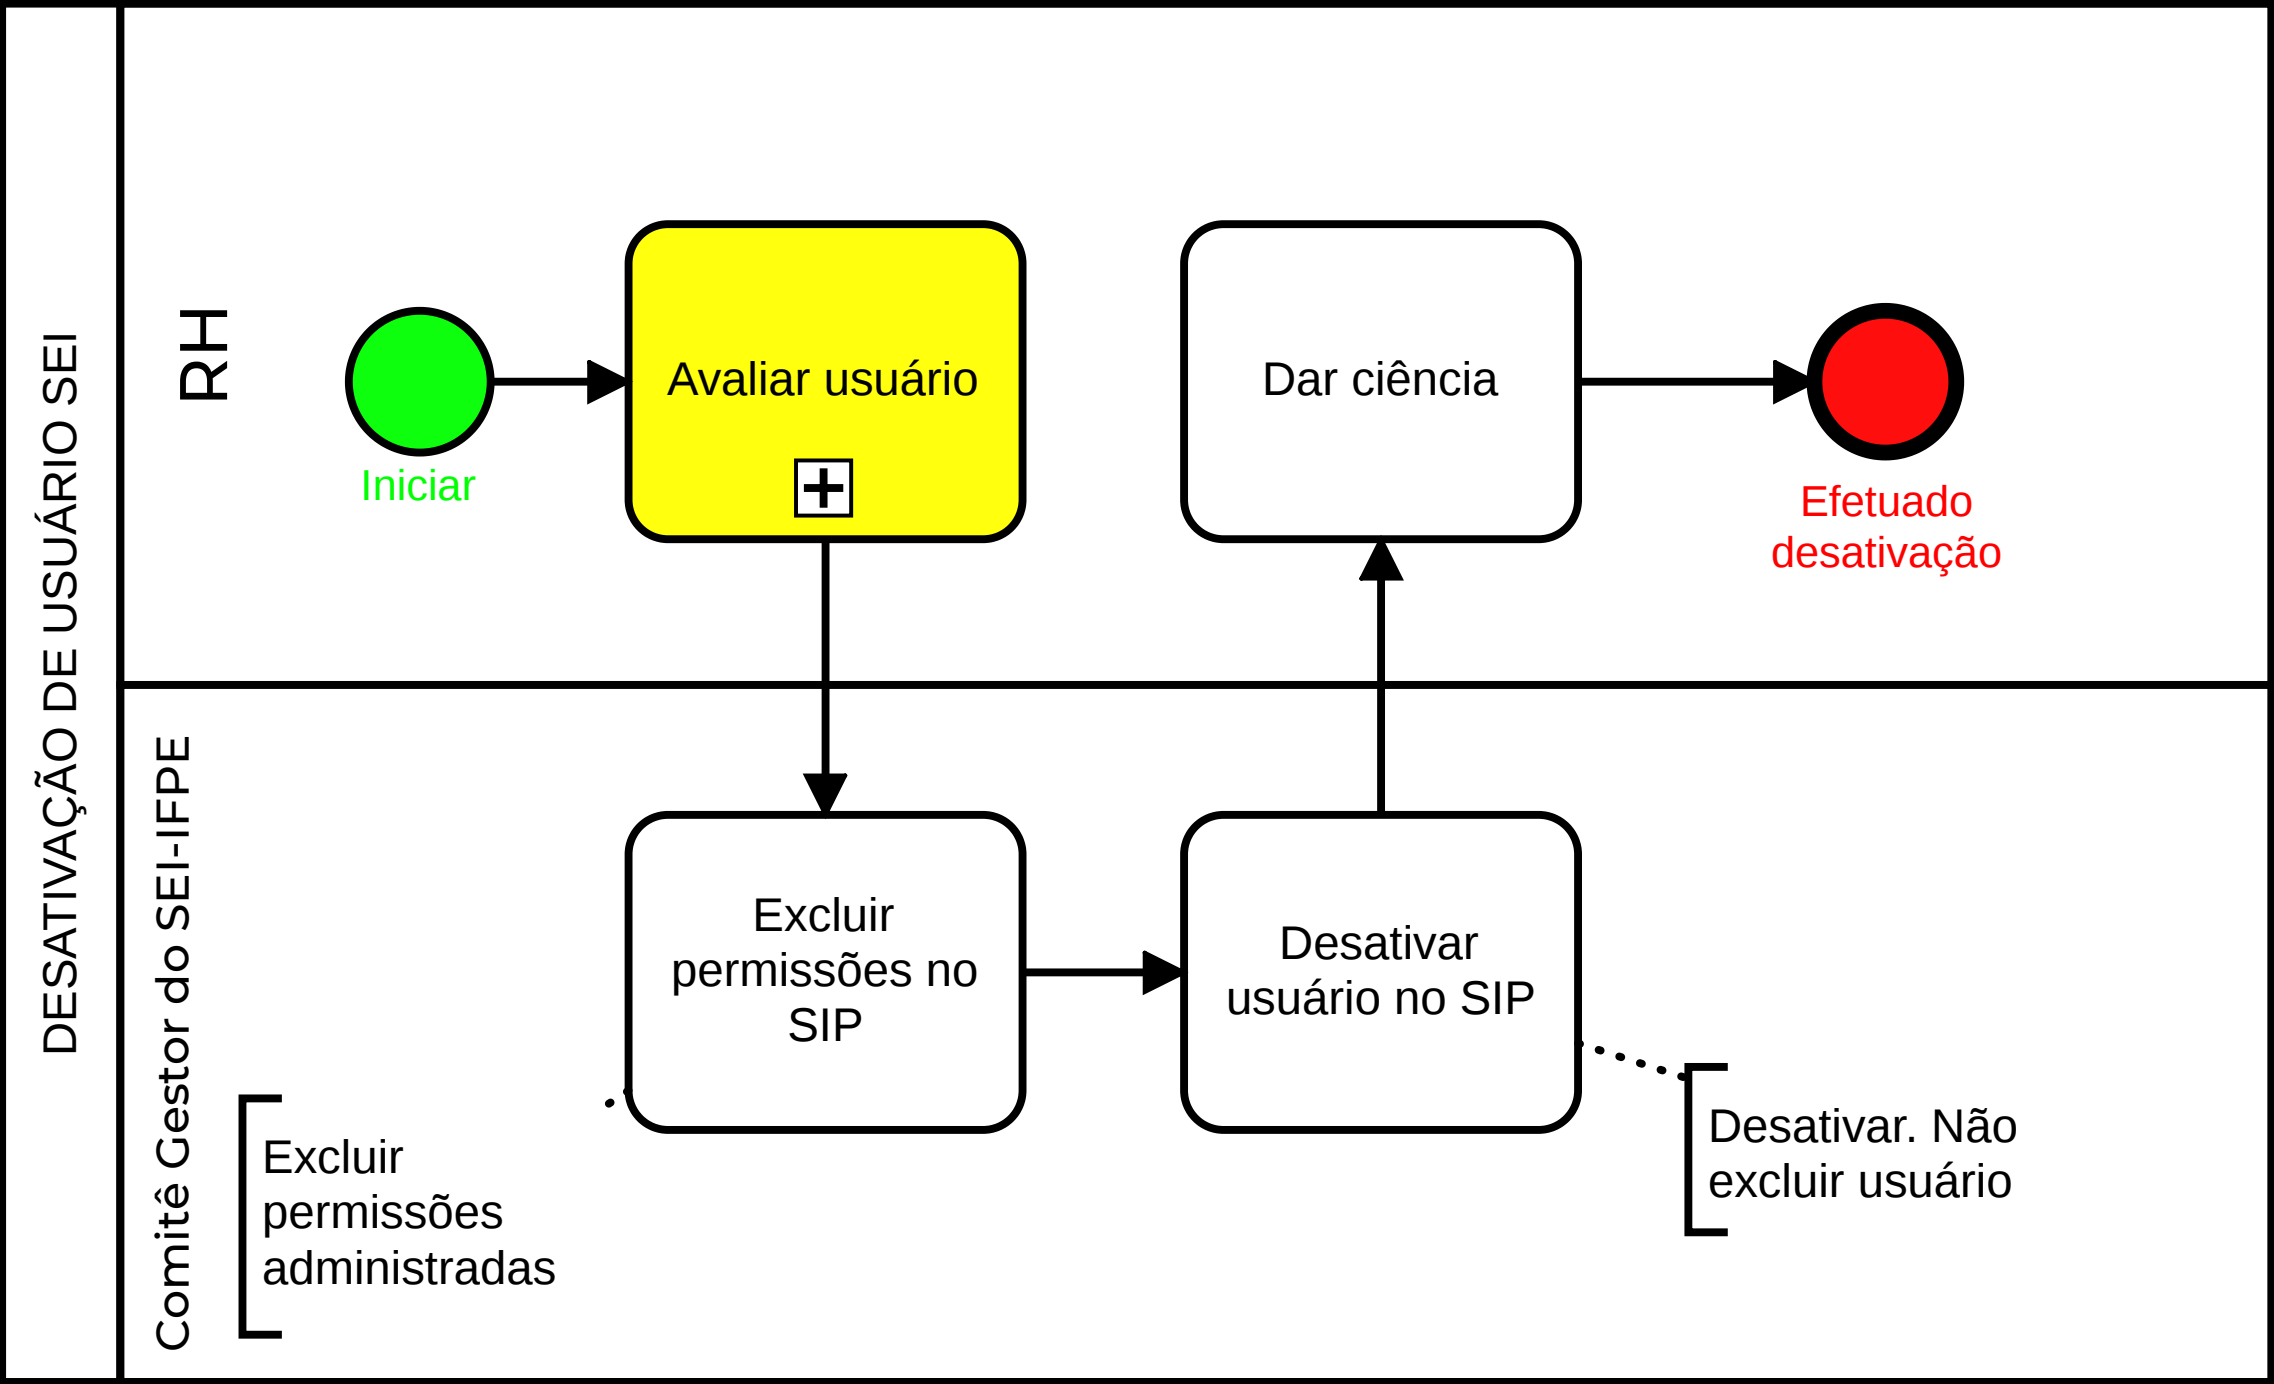 DESATIVAÇÃO DE USUÁRIO SEI
RH
Iniciar
Avaliar usuário
Dar ciência
Efetuado
desativação
Comitê Gestor do SEI-IFPE
Excluir
permissões no
SIP
Desativar
usuário no SIP
Excluir
permissões
administradas
Desativar. Não
excluir usuário